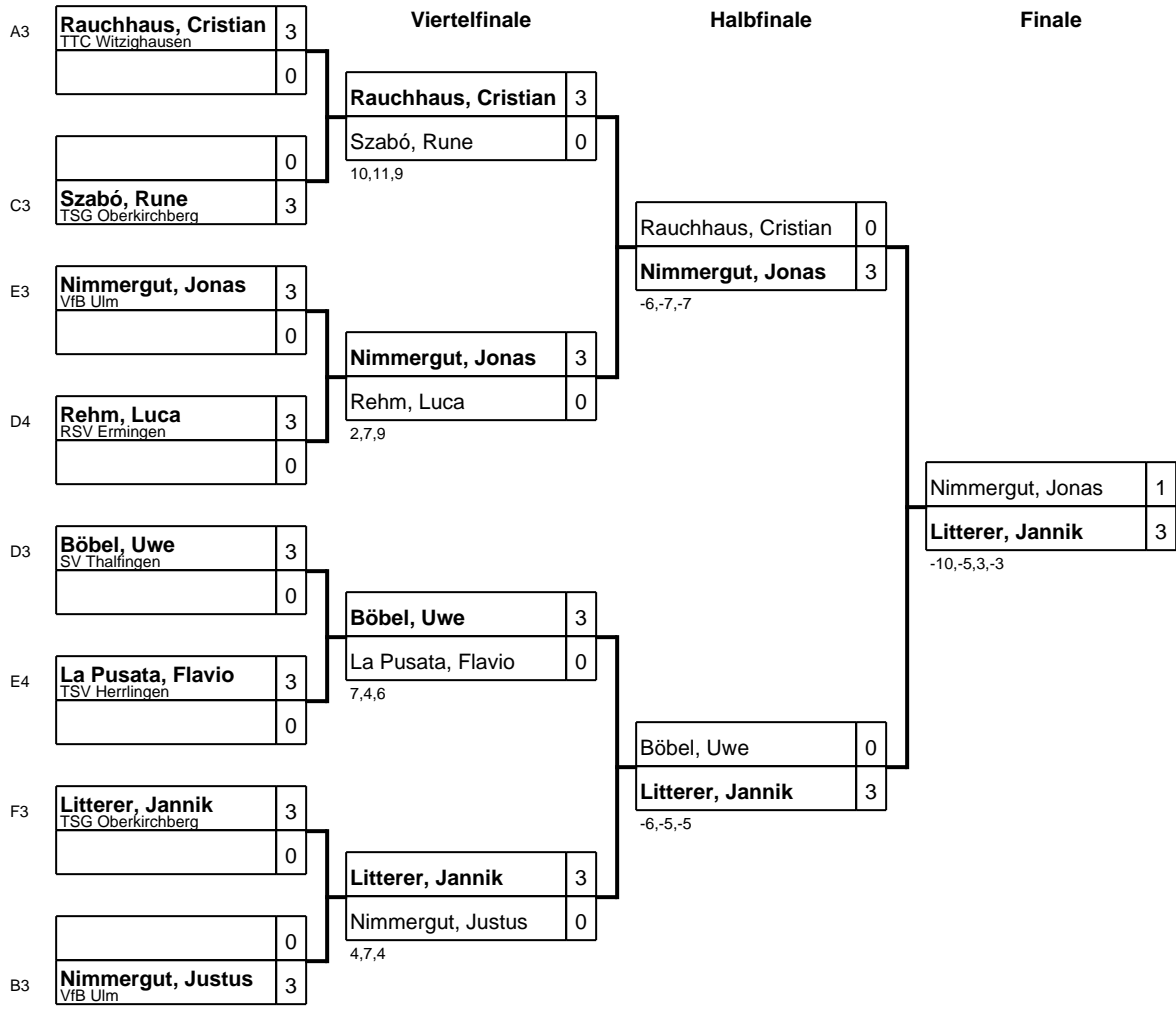 Viertelfinale
Halbfinale
Finale
A3
Rauchhaus, Cristian 3
TTC Witzighausen
0
0
C3
Szabó, Rune 3
TSG Oberkirchberg
E3
Nimmergut, Jonas 3
VfB Ulm
0
D4
Rehm, Luca 3
RSV Ermingen
0
D3
Böbel, Uwe 3
SV Thalfingen
0
E4
La Pusata, Flavio 3
TSV Herrlingen
0
F3
Litterer, Jannik 3
TSG Oberkirchberg
0
0
B3
Nimmergut, Justus 3
VfB Ulm
Rauchhaus, Cristian 3
Szabó, Rune 0
10,11,9
Nimmergut, Jonas 3
Rehm, Luca 0
2,7,9
Böbel, Uwe 3
La Pusata, Flavio 0
7,4,6
Litterer, Jannik 3
Nimmergut, Justus 0
4,7,4
Rauchhaus, Cristian 0
Nimmergut, Jonas 3
-6,-7,-7
Böbel, Uwe 0
Litterer, Jannik 3
-6,-5,-5
Nimmergut, Jonas 1
Litterer, Jannik 3
-10,-5,3,-3